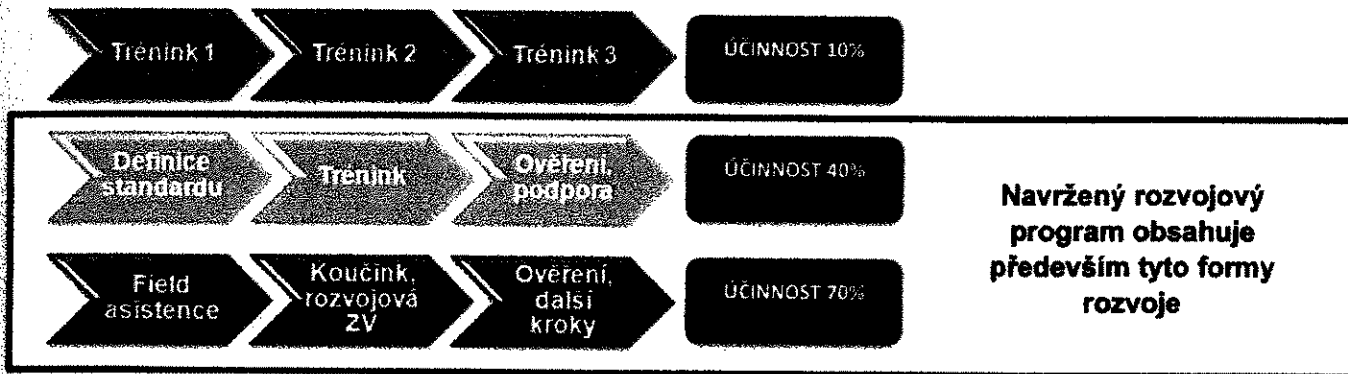 Trénink 1
Trénink 2
Trénink 3
ÚČINNOST 10%
Definice
standardu
Trénink
Ověření,
podpora
ÚČINNOST 40%
Field
asistence
Koučink,
rozvojová
ZV
Ověření,
další
kroky
ÚČINNOST 70%
Navržený rozvojový
program obsahuje
především tyto formy
rozvoje